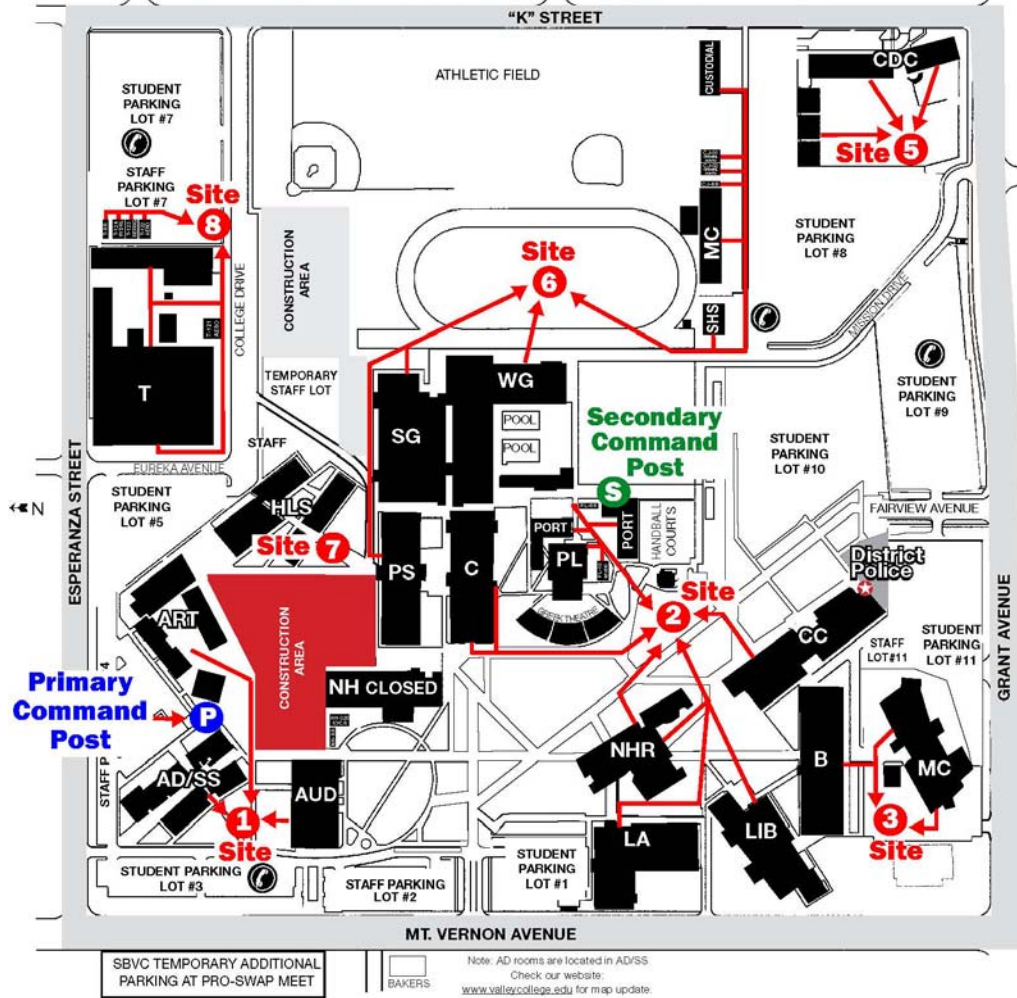 "K" STREET
STUDENT
PARKING
LOT #7
STAFF
PARKING
LOT #7
Site
8
ATHLETIC FIELD
CUSTODIAL
CDC
Site 5
CONSTRUCTION
AREA
COLLEGE DRIVE
Site
6
MC
SHS
STUDENT
PARKING
LOT #8
MISSION DRIVE
T
TEMPORARY
STAFF LOT
STAFF
SG
WG
POOL
POOL
Secondary
Command
Post
S
STUDENT
PARKING
LOT #9
STUDENT
PARKING
LOT #10
EUREKA AVENUE
N
ESPERANZA STREET
STUDENT
PARKING
LOT #5
HLS
Site 7
PS
C
PORT
PL
PORT
HANDBALL
COURTS
GREEK THEATRE
FAIRVIEW AVENUE
District
Police
Site
2
ART
CONSTRUCTION
AREA
NH CLOSED
CC
STAFF
LOT #11
STUDENT
PARKING
LOT #11
GRANT AVENUE
Primary
Command
Post
P
AD/SS
1
Site
AUD
NHR
LA
LIB
B
MC
3
Site
STUDENT PARKING
LOT #3
STAFF PARKING
LOT #2
STUDENT
PARKING
LOT #1
MT. VERNON AVENUE
SBVC TEMPORARY ADDITIONAL
PARKING AT PRO-SWAP MEET
BAKERS
Note: AD rooms are located in AD/SS
Check our website:
www.valleycollege.edu for map update.